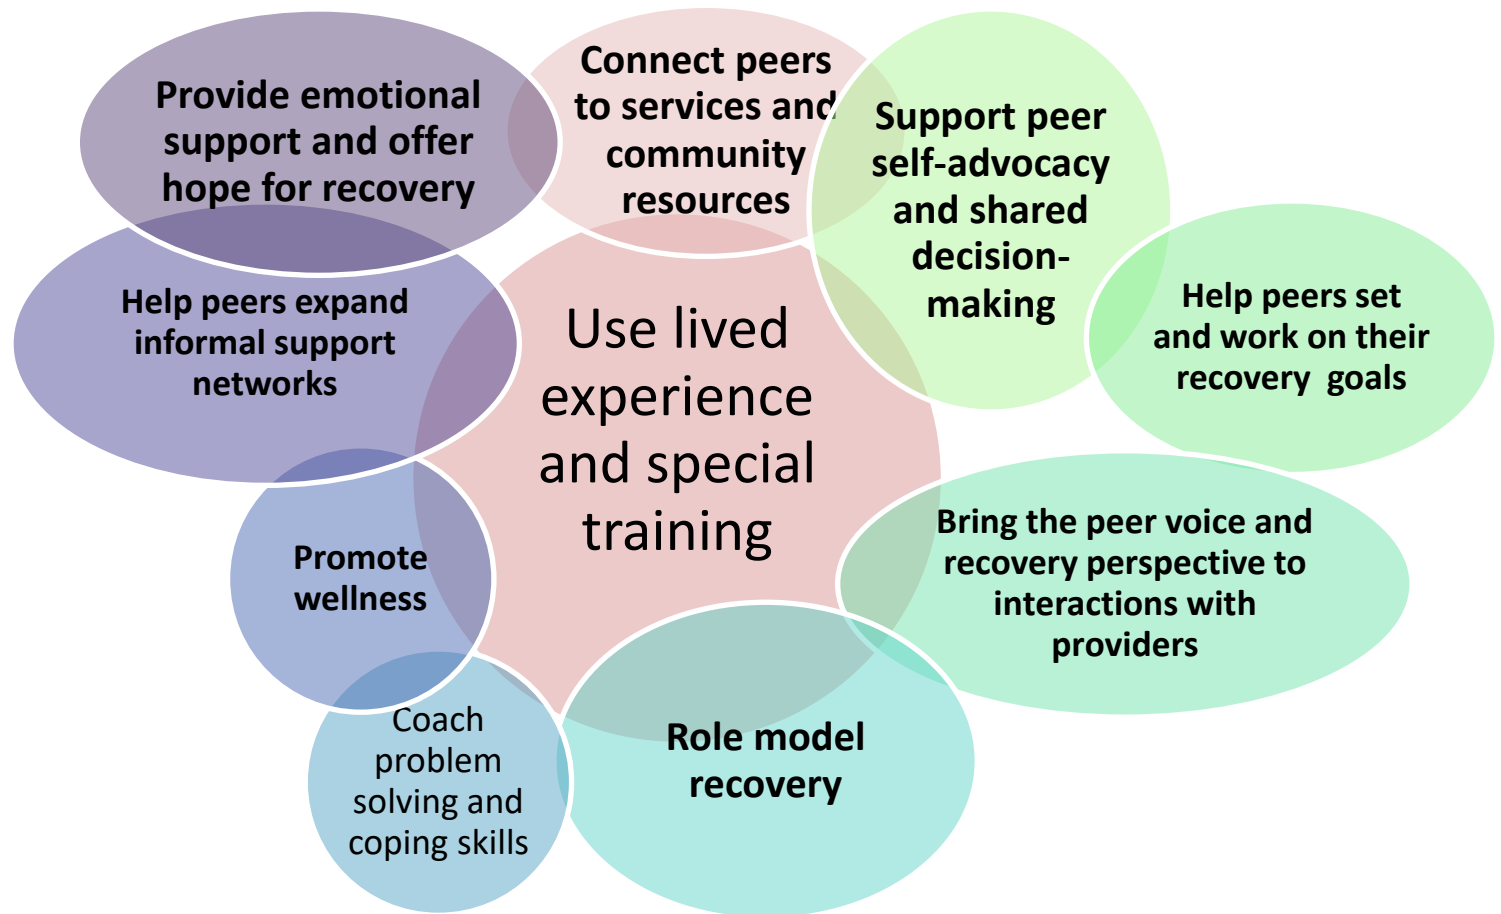 Provide emotional
support and offer
hope for recovery
Connect peers
to services and
community
resources
Support peer
self-advocacy
and shared
decision-
making
Help peers set
and work on their
recovery  goals
Help peers expand
informal support
networks
Use lived
experience
and special
training
Bring the peer voice and
recovery perspective to
interactions with
providers
Promote
wellness
Role model
recovery
Coach
problem
solving and
coping skills